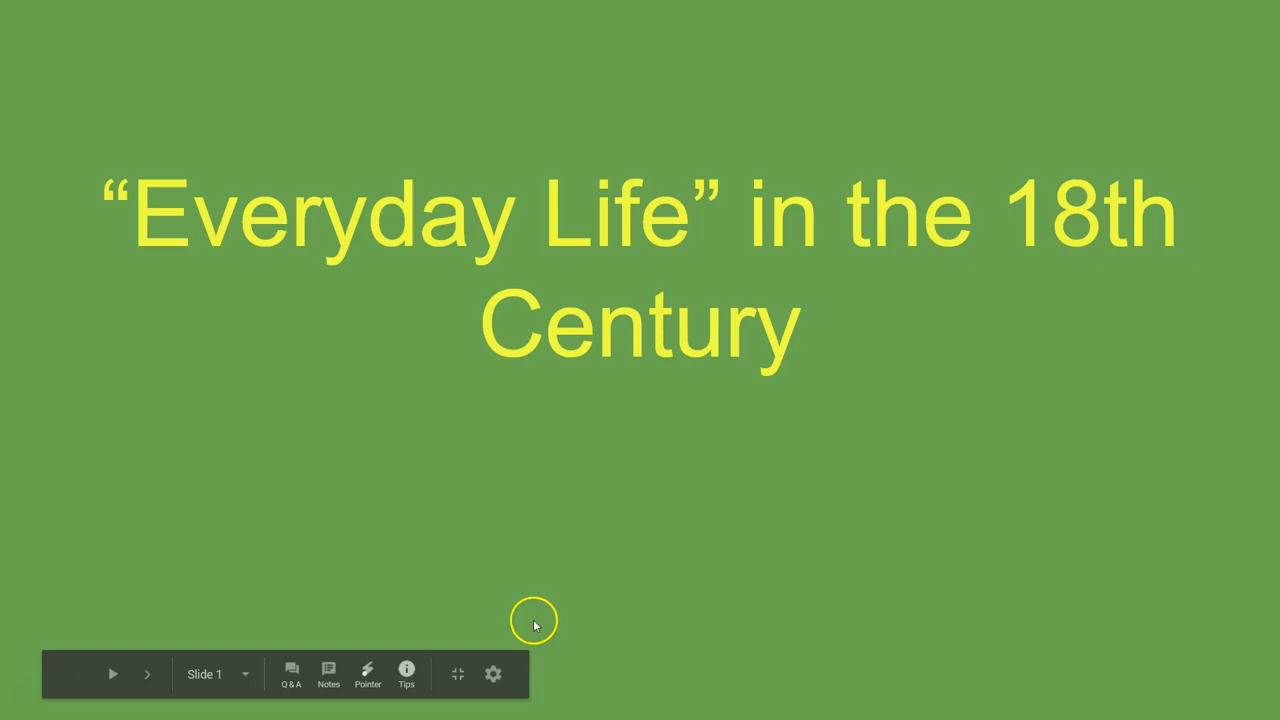 “Everyday Life” in the 18th
Century
Slide 1
Q & A
Notes
Pointer
Tips